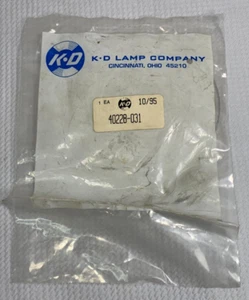 K-D
K-D LAMP COMPANY
CINCINNATI, OHIO 45210
1 EA K-D 10/95
40228-031